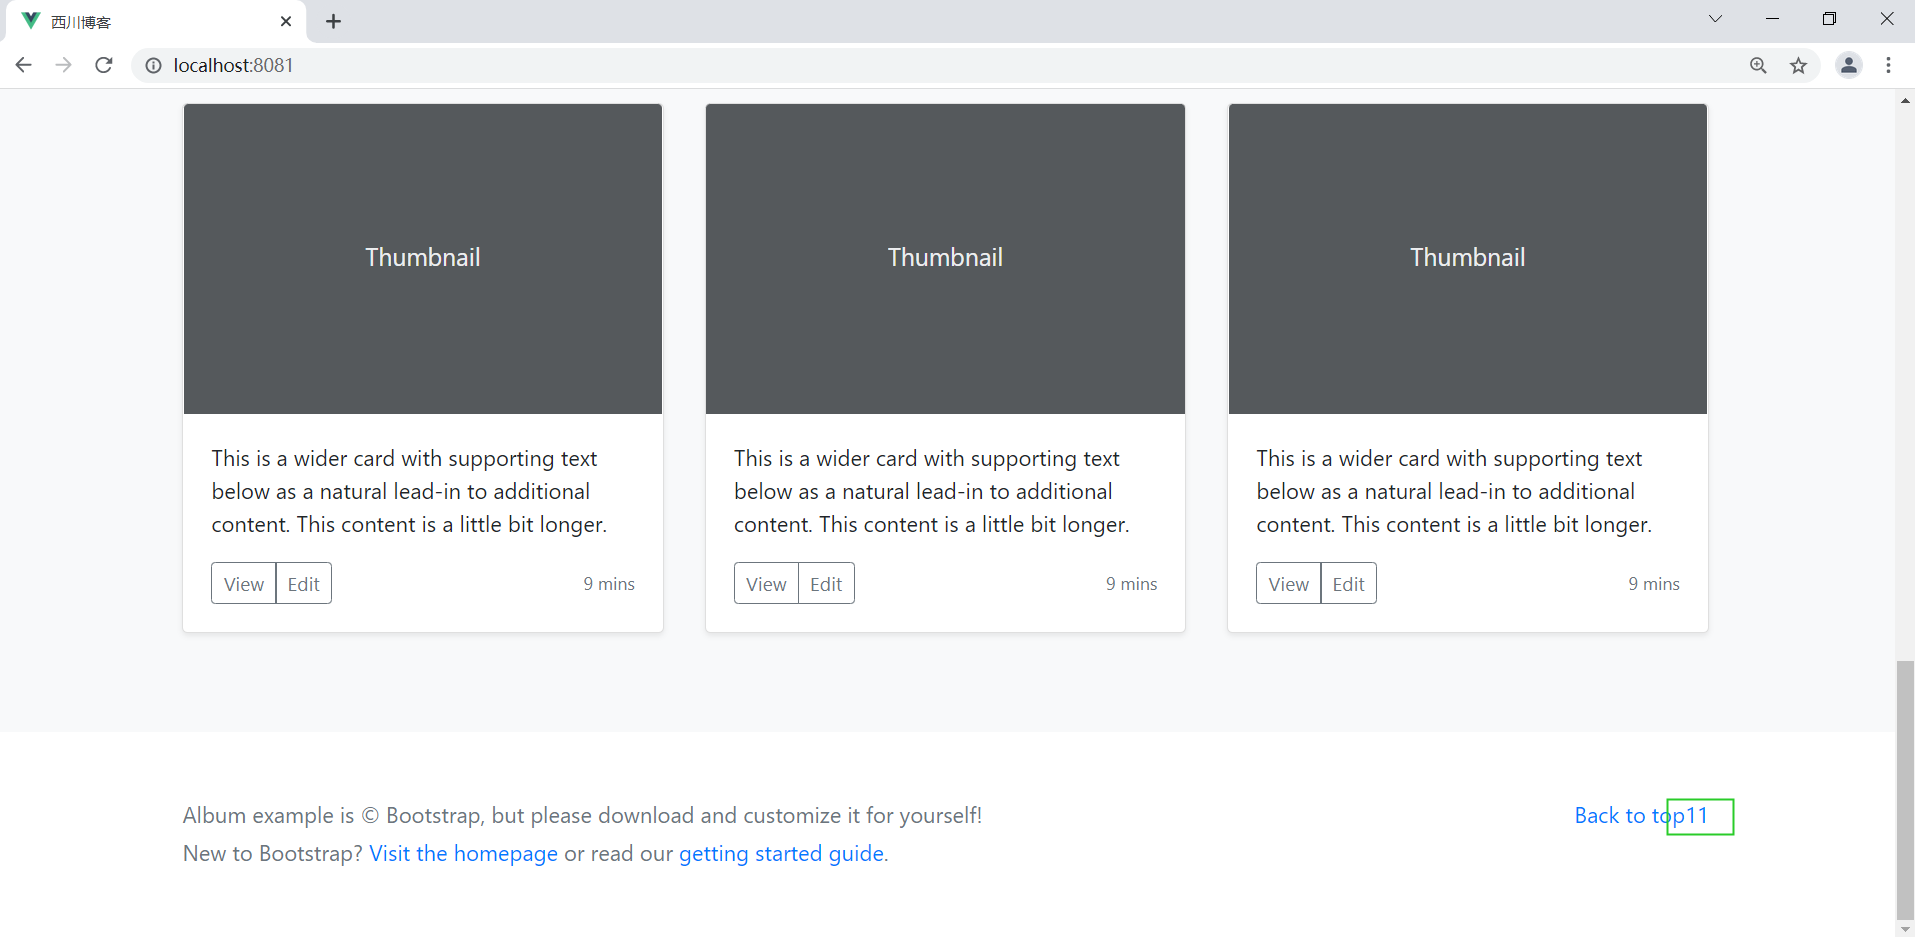 西川博客
localhost:8081
Thumbnail
Thumbnail
Thumbnail
This is a wider card with supporting text
below as a natural lead-in to additional
content. This content is a little bit longer.
View Edit 9 mins
This is a wider card with supporting text
below as a natural lead-in to additional
content. This content is a little bit longer.
View Edit 9 mins
This is a wider card with supporting text
below as a natural lead-in to additional
content. This content is a little bit longer.
View Edit 9 mins
Album example is © Bootstrap, but please download and customize it for yourself!
Back to top11
New to Bootstrap? Visit the homepage or read our getting started guide.